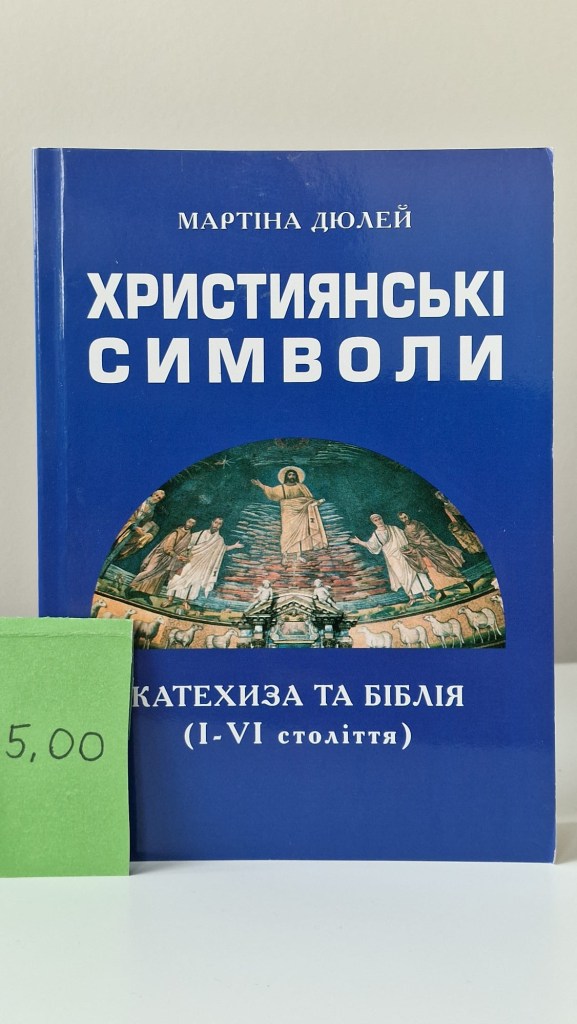 МАРТІНА ДЮЛЕЙ
ХРИСТИЯНСЬКІ
СИМВОЛИ
КАТЕХИЗА ТА БІБЛІЯ
(I-VI століття)
5,00